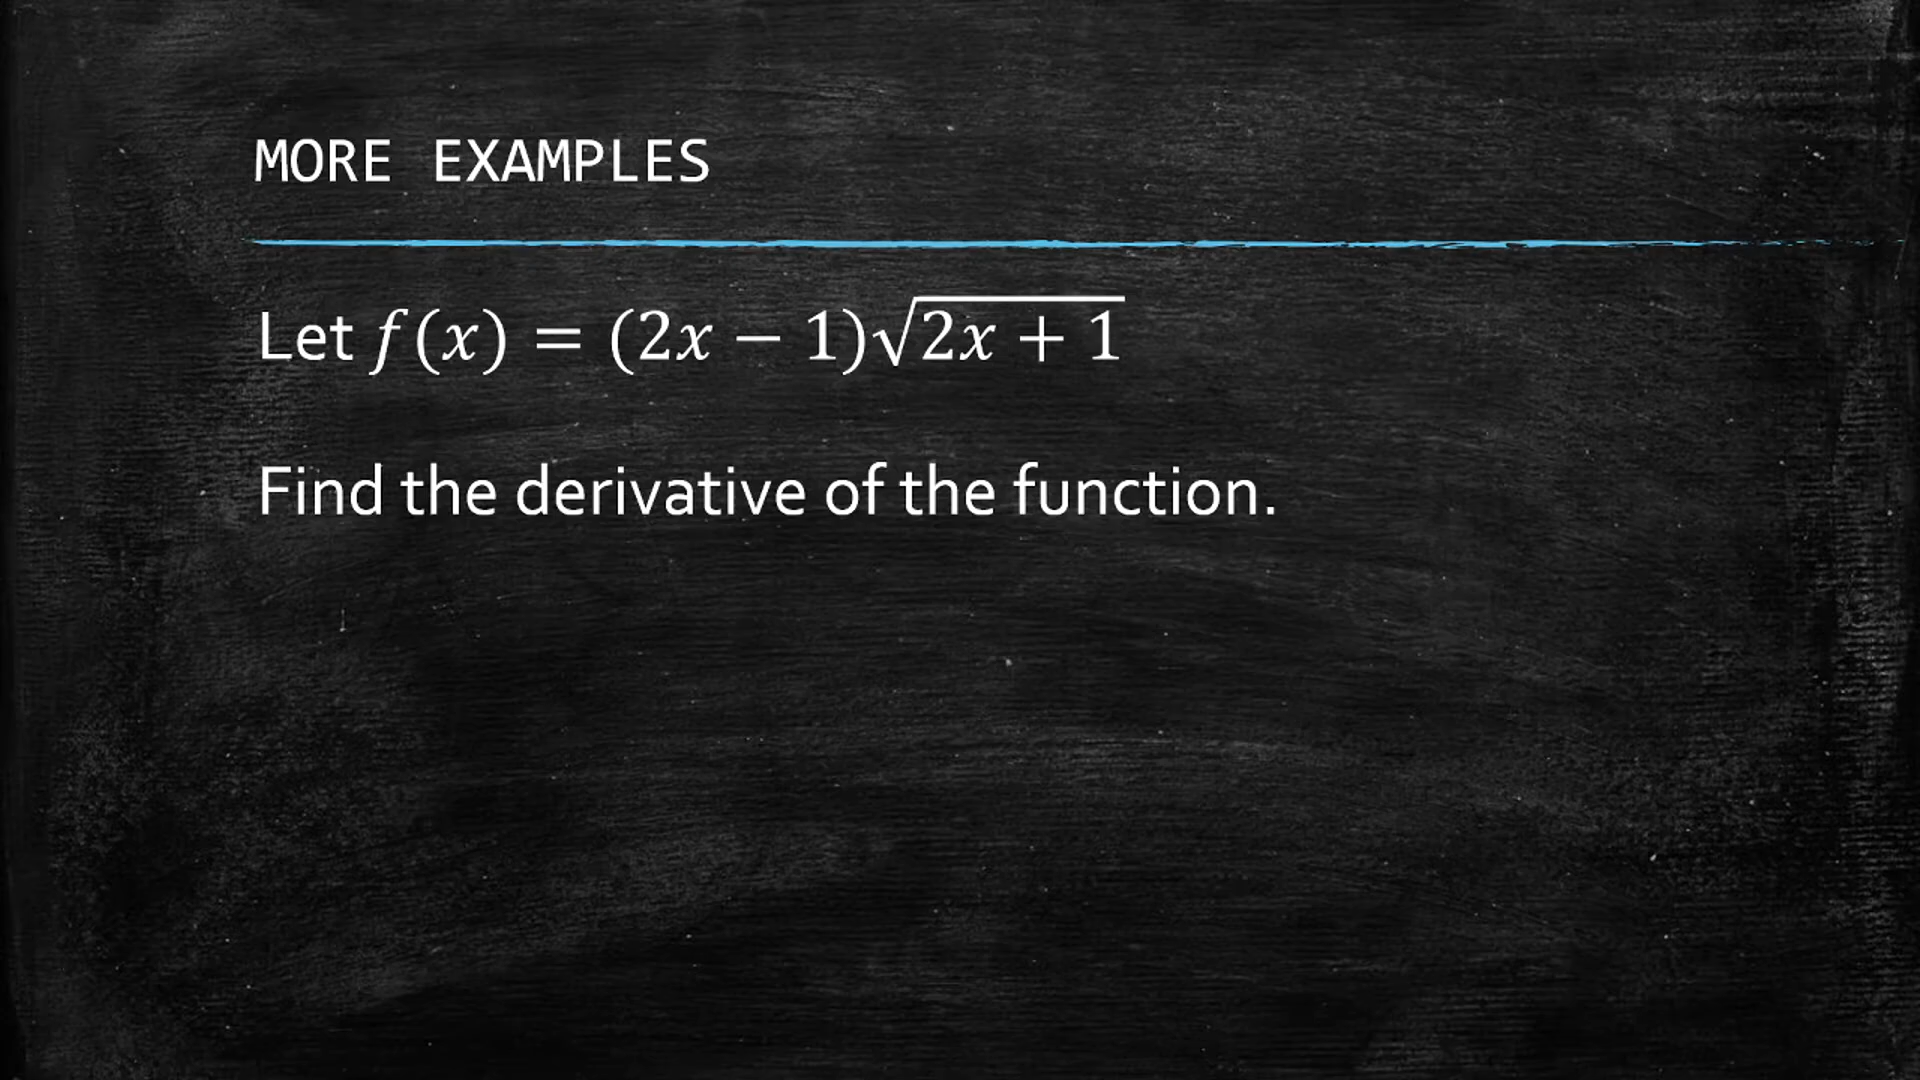 MORE EXAMPLES
Let f(x) = (2x − 1)√(2x + 1)
Find the derivative of the function.